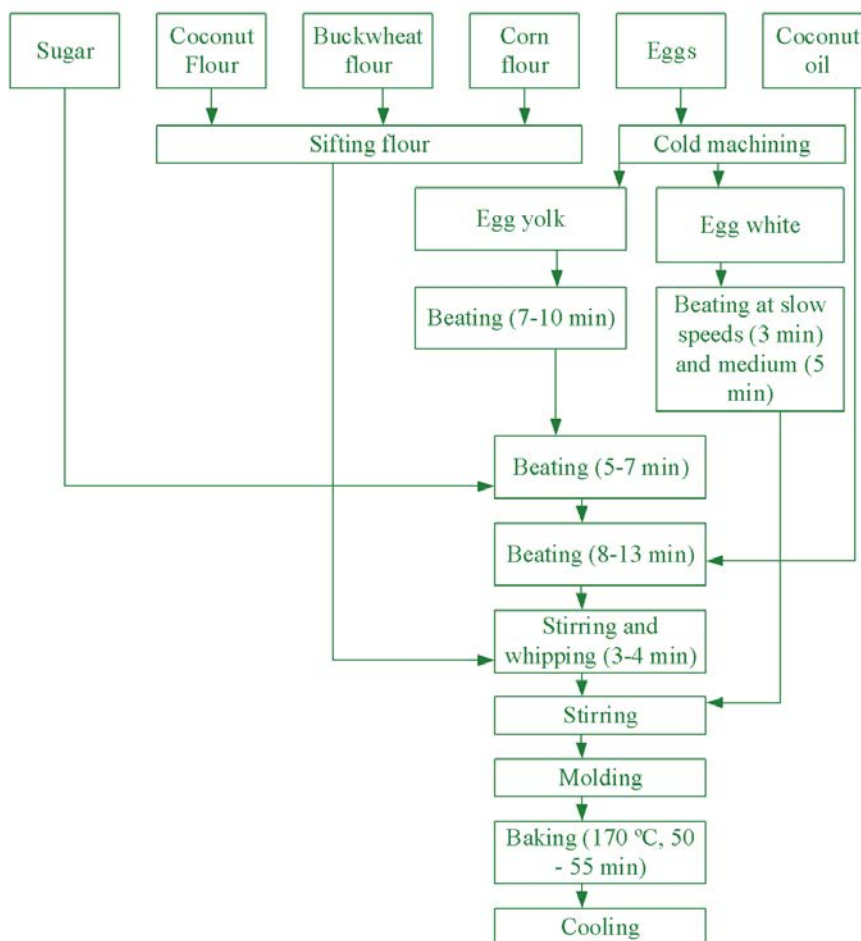 Sugar
Coconut
Flour
Buckwheat
flour
Corn
flour
Eggs
Coconut
oil
Sifting flour
Cold machining
Egg yolk
Egg white
Beating (7-10 min)
Beating at slow
speeds (3 min)
and medium (5
min)
Beating (5-7 min)
Beating (8-13 min)
Stirring and
whipping (3-4 min)
Stirring
Molding
Baking (170 ºC, 50
- 55 min)
Cooling